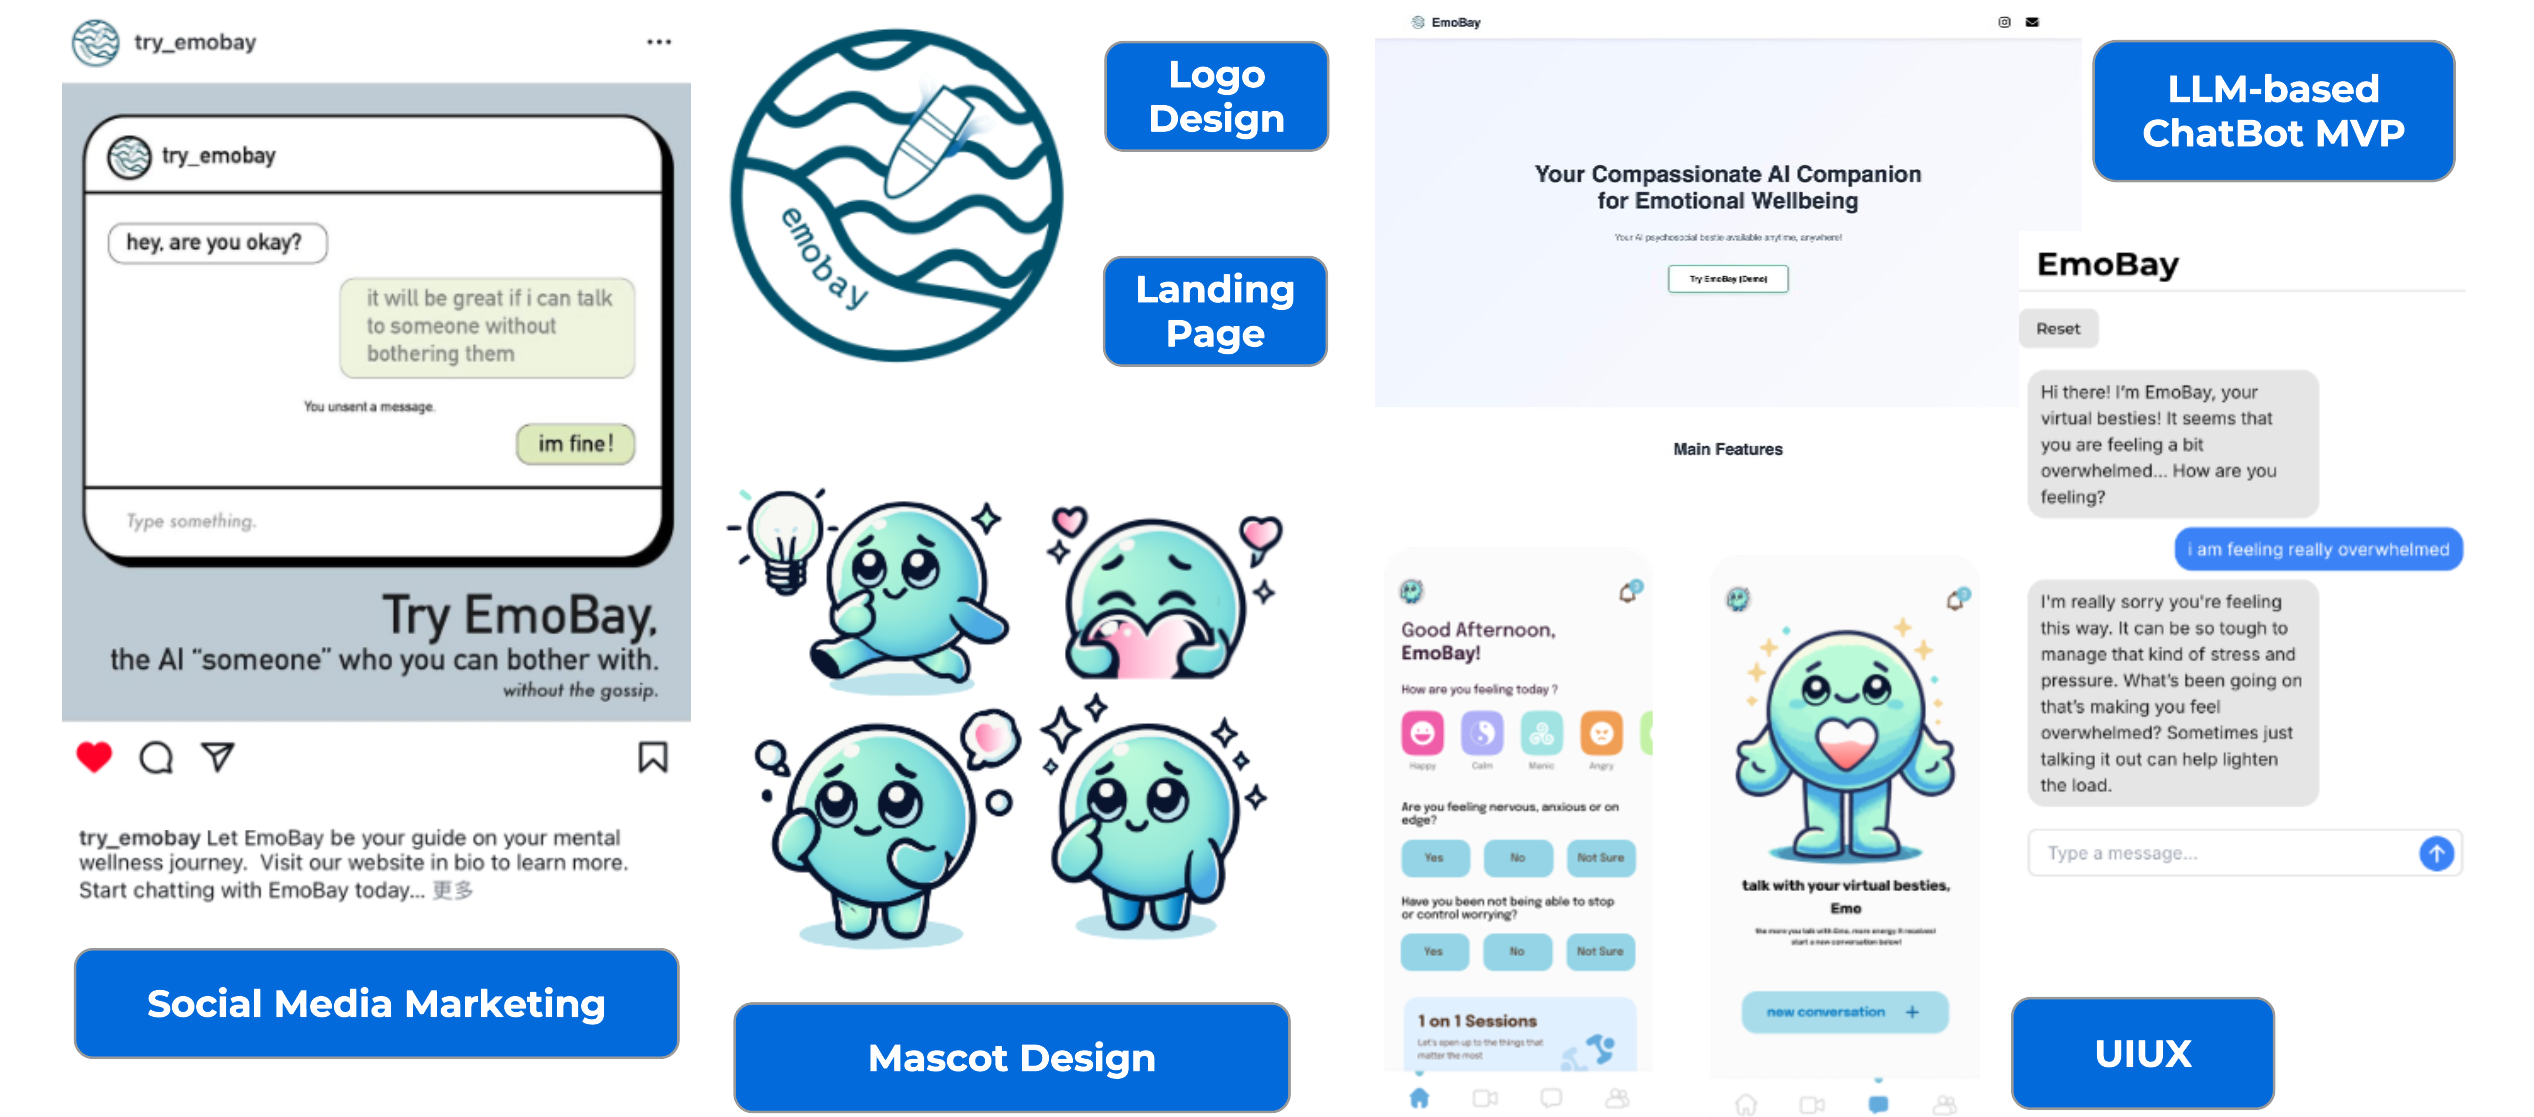 try_emobay
try_emobay
hey, are you okay?
it will be great if i can talk
to someone without
bothering them
You unsent a message.
im fine!
Type something.
Try EmoBay,
the AI “someone” who you can bother with.
without the gossip.
try_emobay Let EmoBay be your guide on your mental
wellness journey.  Visit our website in bio to learn more.
Start chatting with EmoBay today... 更多
Social Media Marketing
emobay
Logo
Design
Landing
Page
Mascot Design
EmoBay
Your Compassionate AI Companion
for Emotional Wellbeing
Your AI psychosocial bestie available anytime, anywhere!
Try EmoBay (Demo)
Main Features
Good Afternoon,
EmoBay!
How are you feeling today ?
Happy
Calm
Manic
Angry
Are you feeling nervous, anxious or on
edge?
Yes
No
Not Sure
Have you been not being able to stop
or control worrying?
Yes
No
Not Sure
1 on 1 Sessions
Let's open up to the things that
matter the most
talk with your virtual besties,
Emo
the more you talk with Emo, more energy it receives!
start a new conversation below!
new conversation +
LLM-based
ChatBot MVP
EmoBay
Reset
Hi there! I'm EmoBay, your
virtual besties! It seems that
you are feeling a bit
overwhelmed... How are you
feeling?
i am feeling really overwhelmed
I'm really sorry you're feeling
this way. It can be so tough to
manage that kind of stress and
pressure. What's been going on
that's making you feel
overwhelmed? Sometimes just
talking it out can help lighten
the load.
Type a message...
UIUX